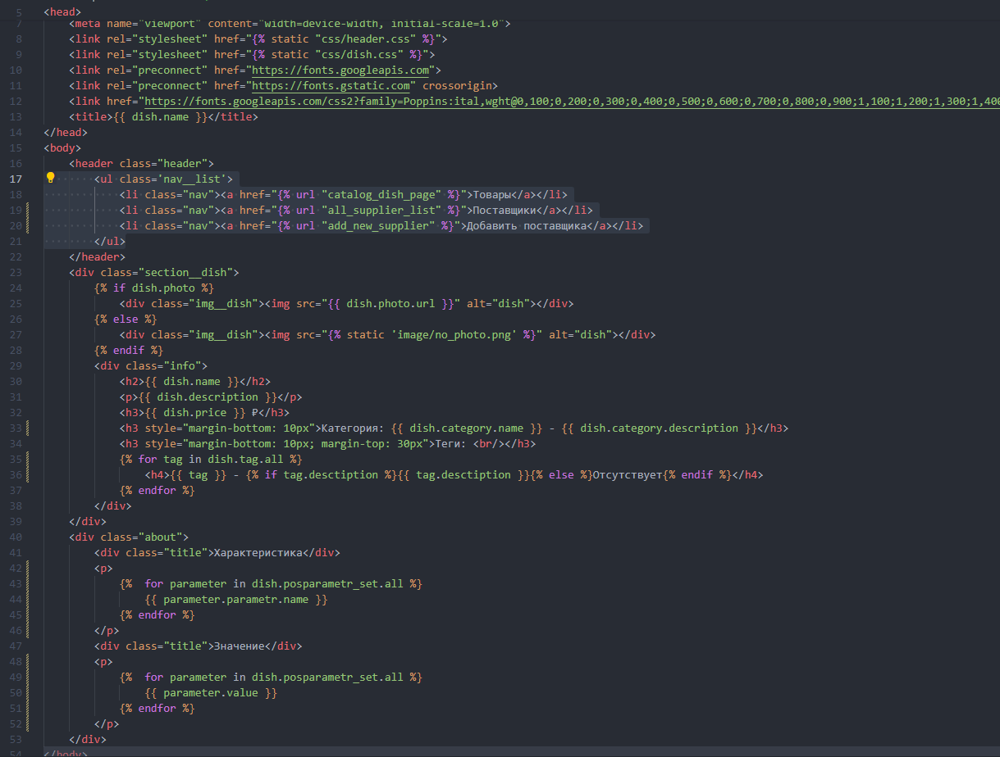 5 <head>
7 <meta name="viewport" content="width=device-width, initial-scale=1.0">
8 <link rel="stylesheet" href="{% static "css/header.css" %}">
9 <link rel="stylesheet" href="{% static "css/dish.css" %}">
10 <link rel="preconnect" href="https://fonts.googleapis.com">
11 <link rel="preconnect" href="https://fonts.gstatic.com" crossorigin>
12 <link href="https://fonts.googleapis.com/css2?family=Poppins:ital,wght@0,100;0,200;0,300;0,400;0,500;0,600;0,700;0,800;0,900;1,100;1,200;1,300;1,400
13 <title>{{ dish.name }}</title>
14 </head>
15 <body>
16 <header class="header">
17 <ul class='nav__list'>
18 <li class="nav"><a href="{% url "catalog_dish_page" %}">Товары</a></li>
19 <li class="nav"><a href="{% url "all_supplier_list" %}">Поставщики</a></li>
20 <li class="nav"><a href="{% url "add_new_supplier" %}">Добавить поставщика</a></li>
21 </ul>
22 </header>
23 <div class="section__dish">
24 {% if dish.photo %}
25 <div class="img__dish"><img src="{{ dish.photo.url }}" alt="dish"></div>
26 {% else %}
27 <div class="img__dish"><img src="{% static 'image/no_photo.png' %}" alt="dish"></div>
28 {% endif %}
29 <div class="info">
30 <h2>{{ dish.name }}</h2>
31 <p>{{ dish.description }}</p>
32 <h3>{{ dish.price }} ₽</h3>
33 <h3 style="margin-bottom: 10px">Категория: {{ dish.category.name }} - {{ dish.category.description }}</h3>
34 <h3 style="margin-bottom: 10px; margin-top: 30px">Теги: <br/></h3>
35 {% for tag in dish.tag.all %}
36 <h4>{{ tag }} - {% if tag.desctiption %}{{ tag.desctiption }}{% else %}Отсутствует{% endif %}</h4>
37 {% endfor %}
38 </div>
39 </div>
40 <div class="about">
41 <div class="title">Характеристика</div>
42 <p>
43 {%  for parameter in dish.posparametr_set.all %}
44 {{ parameter.parametr.name }}
45 {% endfor %}
46 </p>
47 <div class="title">Значение</div>
48 <p>
49 {%  for parameter in dish.posparametr_set.all %}
50 {{ parameter.value }}
51 {% endfor %}
52 </p>
53 </div>
54 </body>